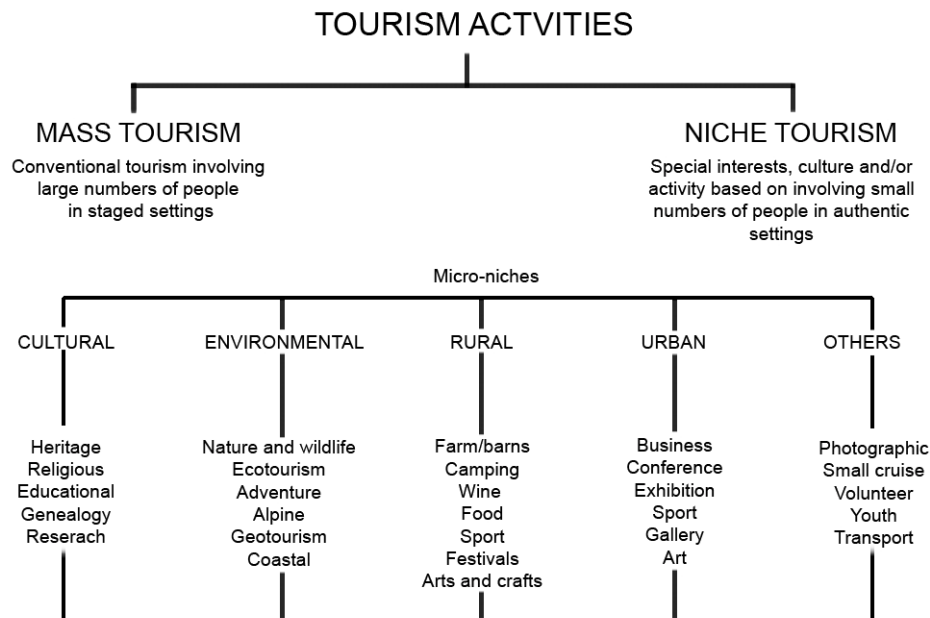 TOURISM ACTVITIES
MASS TOURISM
Conventional tourism involving
large numbers of people
in staged settings
NICHE TOURISM
Special interests, culture and/or
activity based on involving small
numbers of people in authentic
settings
Micro-niches
CULTURAL
ENVIRONMENTAL
RURAL
URBAN
OTHERS
Heritage
Religious
Educational
Genealogy
Reserach
Nature and wildlife
Ecotourism
Adventure
Alpine
Geotourism
Coastal
Farm/barns
Camping
Wine
Food
Sport
Festivals
Arts and crafts
Business
Conference
Exhibition
Sport
Gallery
Art
Photographic
Small cruise
Volunteer
Youth
Transport